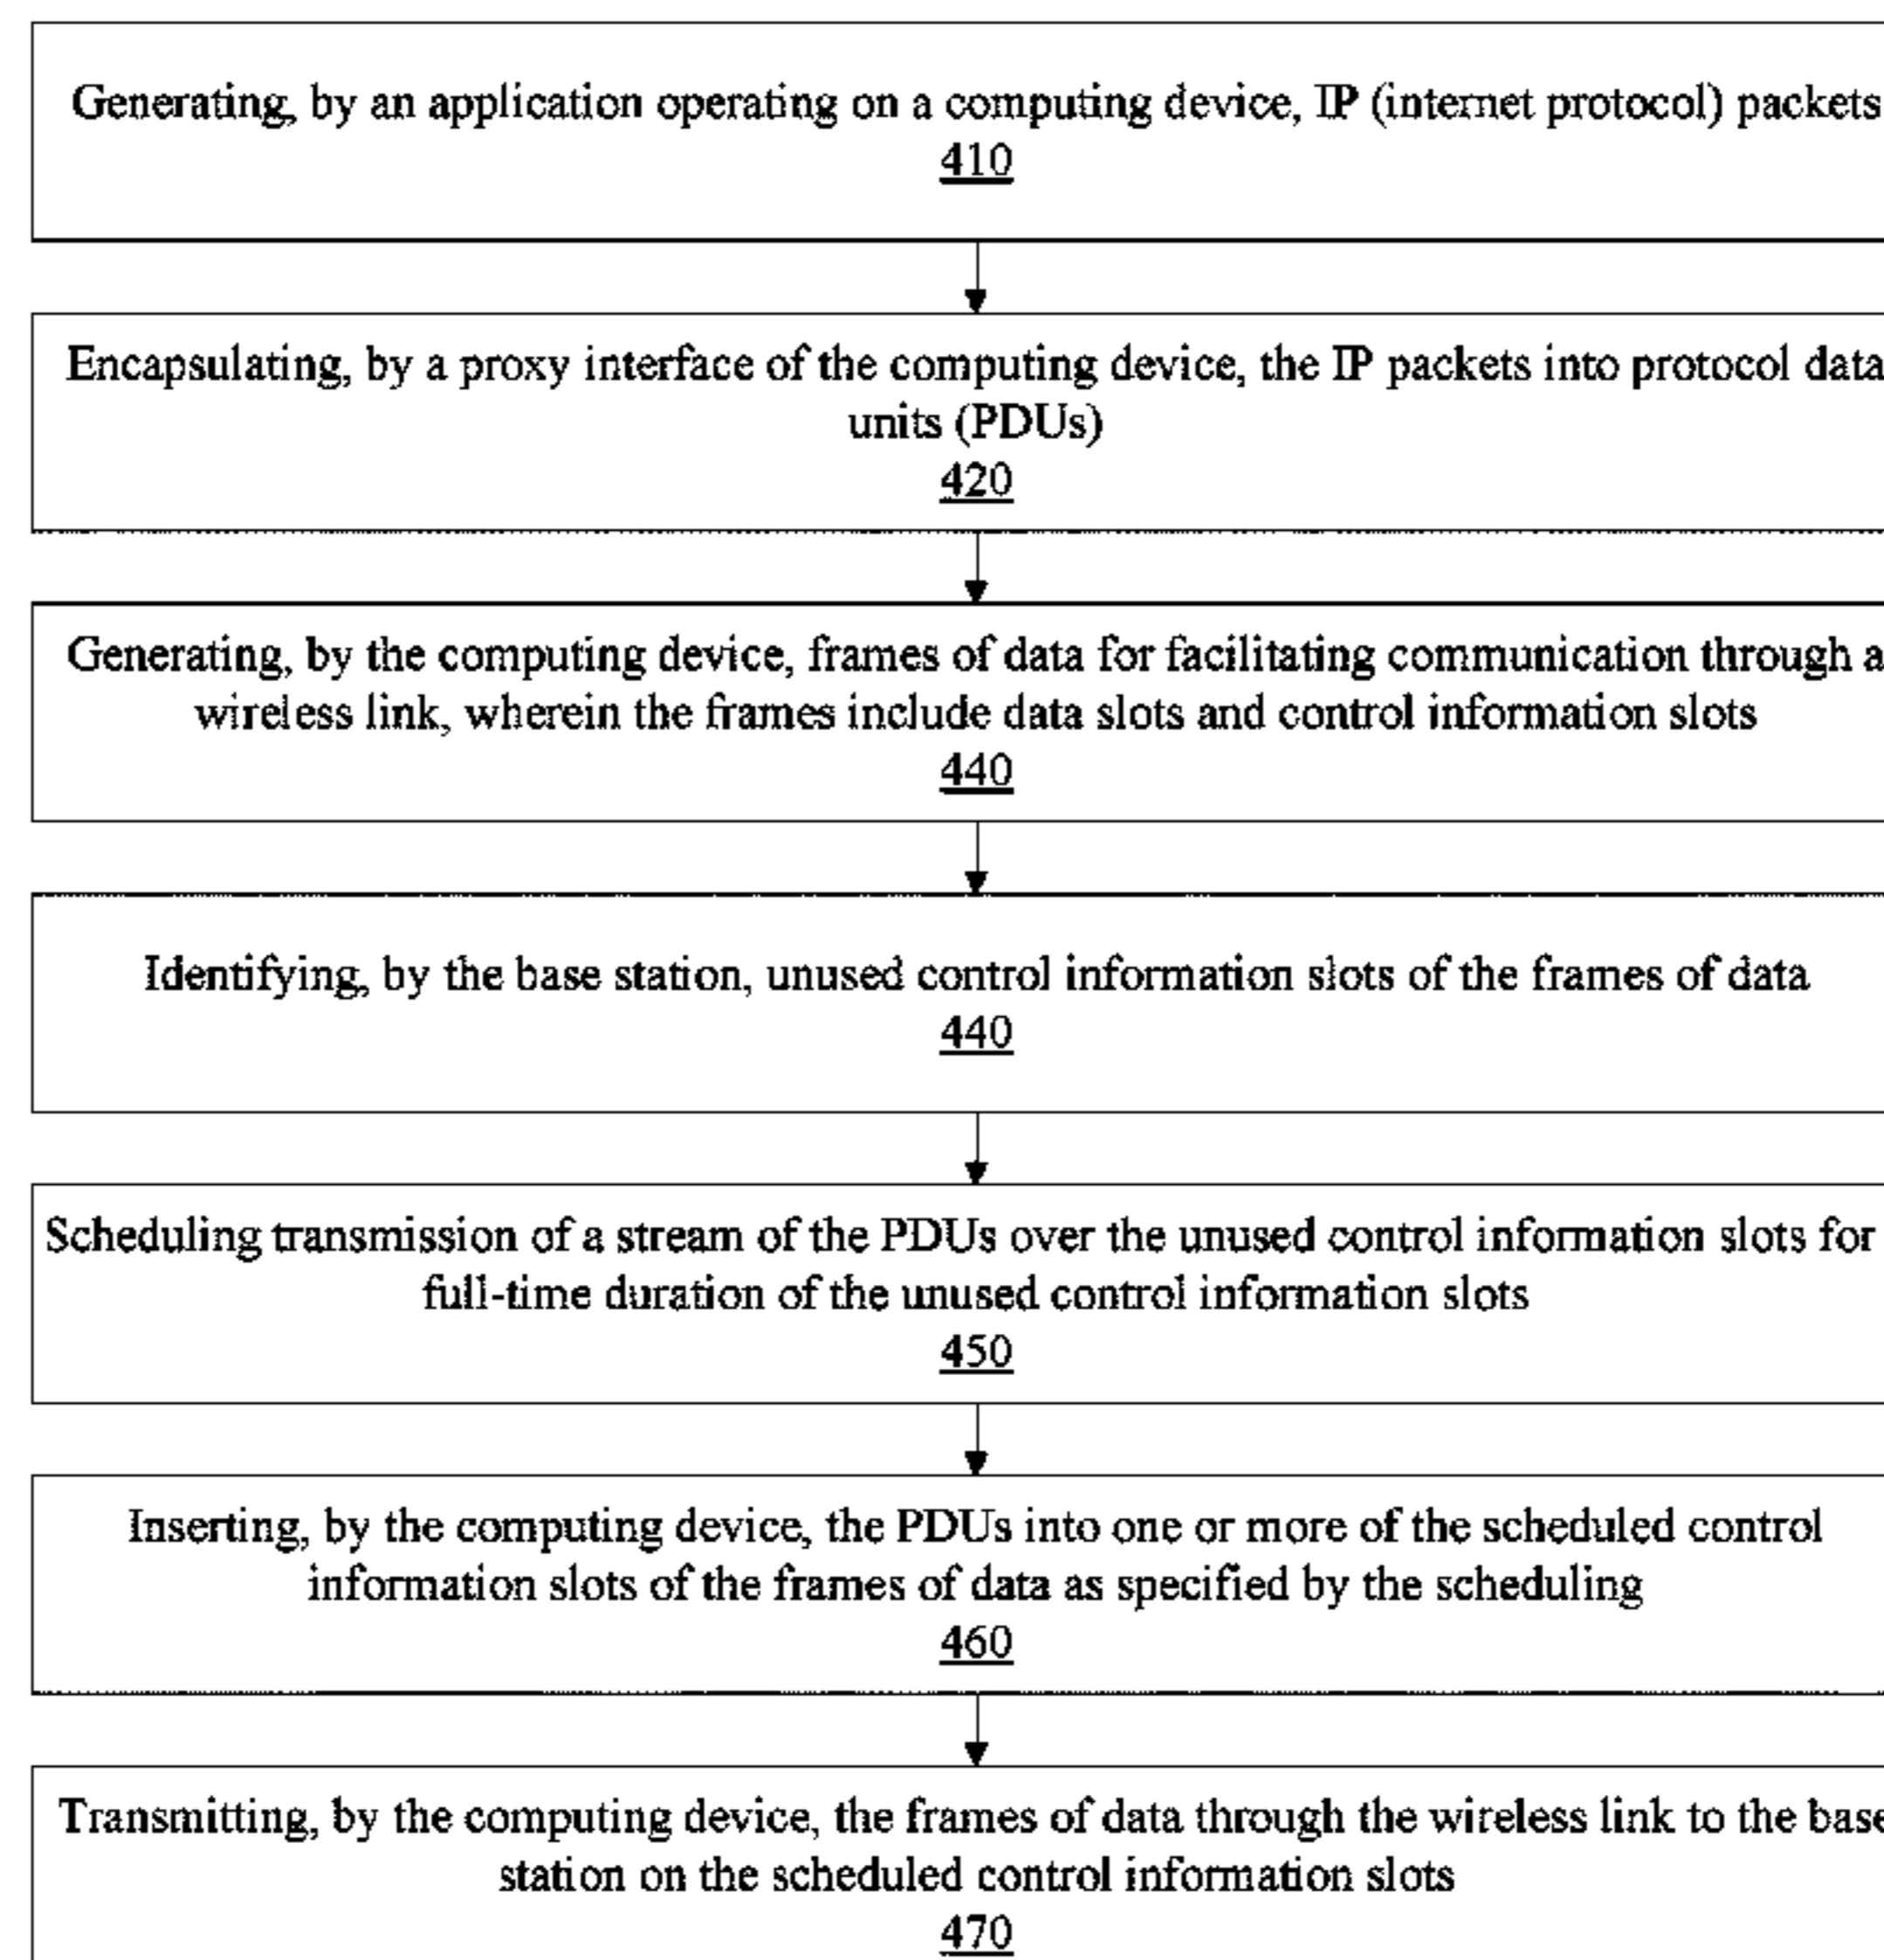 Generating, by an application operating on a computing device, IP (internet protocol) packets
410
Encapsulating, by a proxy interface of the computing device, the IP packets into protocol data
units (PDUs)
420
Generating, by the computing device, frames of data for facilitating communication through a
wireless link, wherein the frames include data slots and control information slots
440
Identifying, by the base station, unused control information slots of the frames of data
440
Scheduling transmission of a stream of the PDUs over the unused control information slots for
full-time duration of the unused control information slots
450
Inserting, by the computing device, the PDUs into one or more of the scheduled control
information slots of the frames of data as specified by the scheduling
460
Transmitting, by the computing device, the frames of data through the wireless link to the base
station on the scheduled control information slots
470